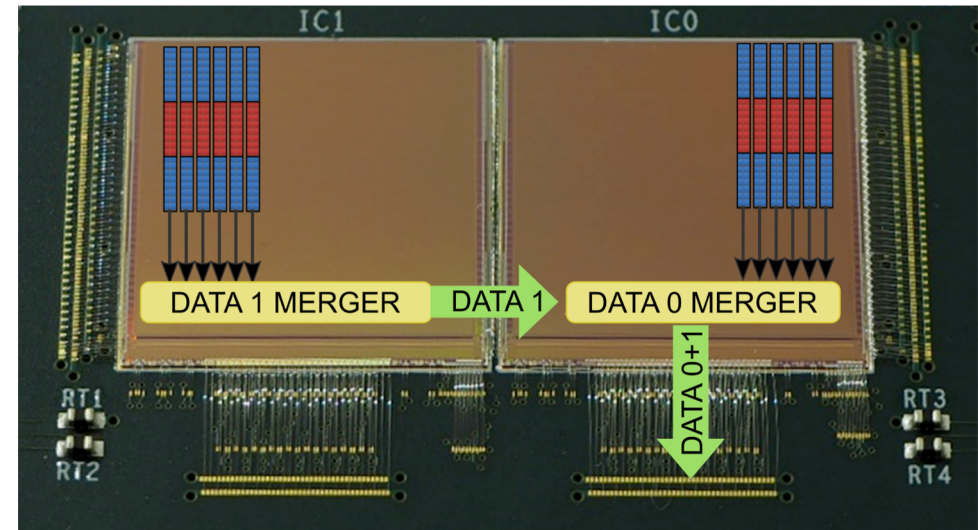 IC1
IC0
DATA 1 MERGER
DATA 1
DATA 0 MERGER
DATA 0+1
RT1
RT2
RT3
RT4